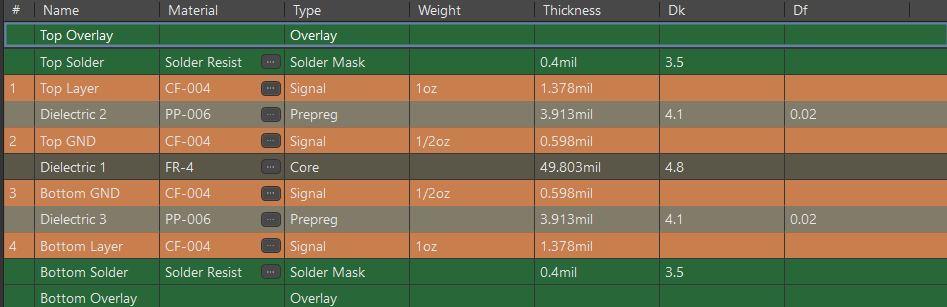 # Name Material Type Weight Thickness Dk Df
Top Overlay Overlay
Top Solder Solder Resist ... Solder Mask 0.4mil 3.5
1 Top Layer CF-004 ... Signal 1oz 1.378mil
Dielectric 2 PP-006 ... Prepreg 3.913mil 4.1 0.02
2 Top GND CF-004 ... Signal 1/2oz 0.598mil
Dielectric 1 FR-4 ... Core 49.803mil 4.8
3 Bottom GND CF-004 ... Signal 1/2oz 0.598mil
Dielectric 3 PP-006 ... Prepreg 3.913mil 4.1 0.02
4 Bottom Layer CF-004 ... Signal 1oz 1.378mil
Bottom Solder Solder Resist ... Solder Mask 0.4mil 3.5
Bottom Overlay Overlay